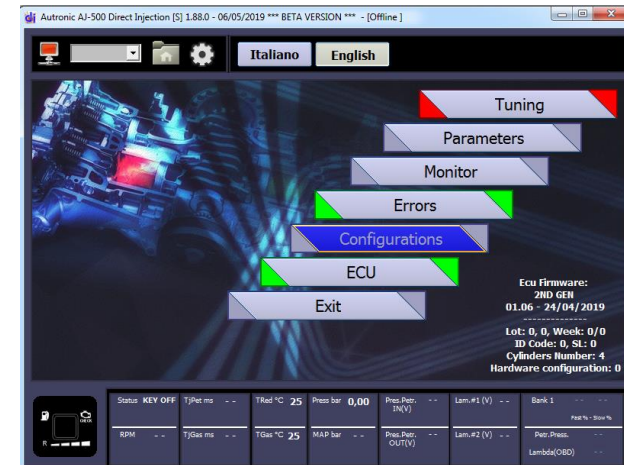 dj Autronic AJ-500 Direct Injection [S] 1.88.0 - 06/05/2019 *** BETA VERSION *** - [Offline ]
Italiano English
Tuning
Parameters
Monitor
Errors
Configurations
ECU
Exit
Ecu Firmware:
2ND GEN
01.06 - 24/04/2019
--------------
Lot: 0, 0, Week: 0/0
ID Code: 0, SL: 0
Cylinders Number: 4
Hardware configuration: 0
Status KEY OFF TjPet ms - - TRed °C 25 Press bar 0,00 Pres.Petr. IN(V) - - Lam.#1 (V) - - Bank 1 - - - -
Fast % - Slow %
RPM - - TjGas ms - - TGas °C 25 MAP bar - - Pres.Petr. OUT(V) - - Lam.#2 (V) - - Petr.Press. - -
Lambda(OBD) - -
CHECK
R